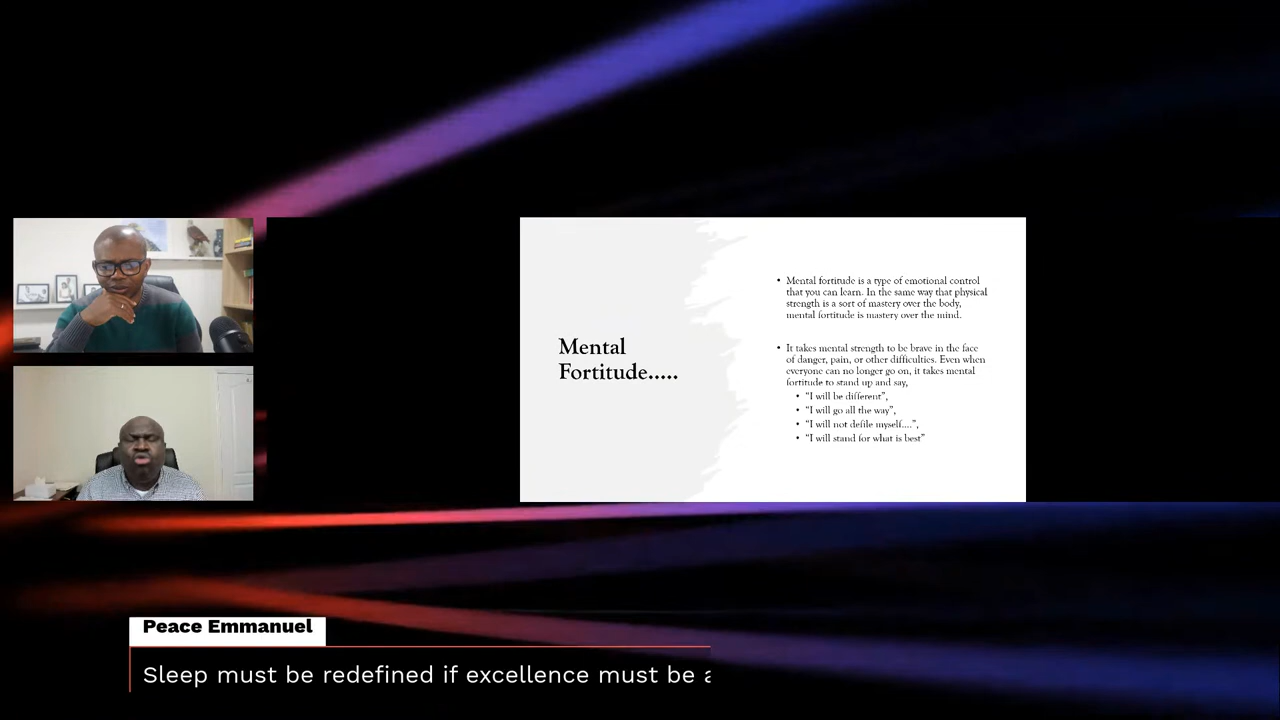 Mental
Fortitude.....
• Mental fortitude is a type of emotional control
that you can learn. In the same way that physical
strength is a sort of mastery over the body,
mental fortitude is mastery over the mind.
• It takes mental strength to be brave in the face
of danger, pain, or other difficulties. Even when
everyone can no longer go on, it takes mental
fortitude to stand up and say,
• “I will be different”,
• “I will go all the way”,
• “I will not defile myself....”,
• “I will stand for what is best”
Peace Emmanuel
Sleep must be redefined if excellence must be